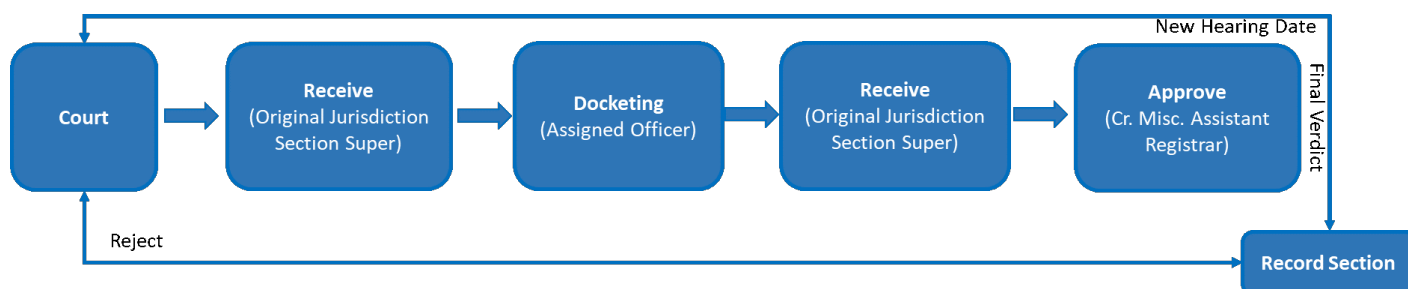 New Hearing Date
Court
Receive
(Original Jurisdiction
Section Super)
Docketing
(Assigned Officer)
Receive
(Original Jurisdiction
Section Super)
Approve
(Cr. Misc. Assistant
Registrar)
Final Verdict
Reject
Record Section